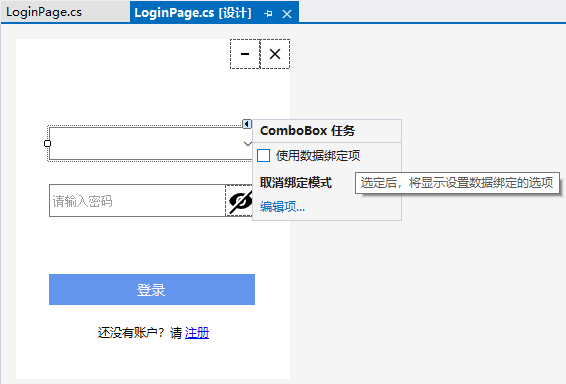 LoginPage.cs
LoginPage.cs [设计]
ComboBox 任务
使用数据绑定项
取消绑定模式
选定后，将显示设置数据绑定的选项
编辑项...
请输入密码
登录
还没有账户？请 注册